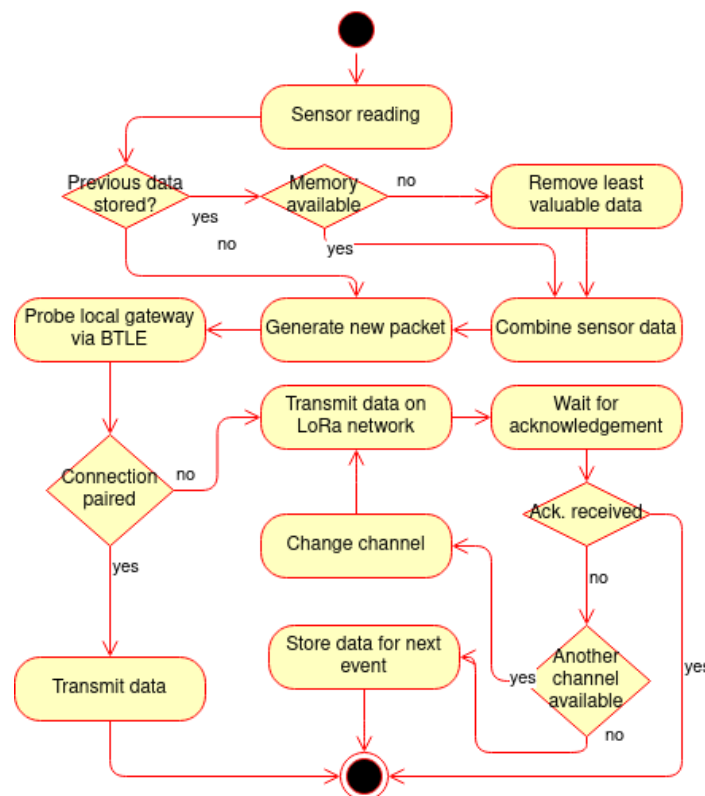 Sensor reading
Previous data
stored?
yes
no
Memory
available
no
yes
Remove least
valuable data
Probe local gateway
via BTLE
Generate new packet
Combine sensor data
Connection
paired
no
yes
Transmit data on
LoRa network
Wait for
acknowledgement
Ack. received
no
yes
Change channel
Another
channel
available
yes
no
Store data for next
event
Transmit data